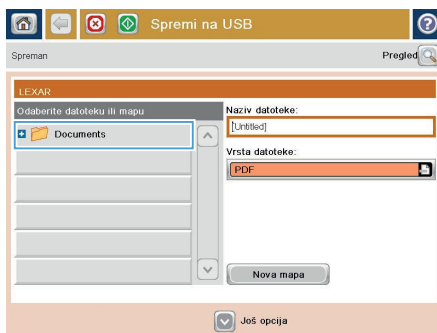 Spremi na USB
Spreman
Pregled
LEXAR
Odaberite datoteku ili mapu
Documents
Naziv datoteke:
[Untitled]
Vrsta datoteke:
PDF
Nova mapa
Još opcija